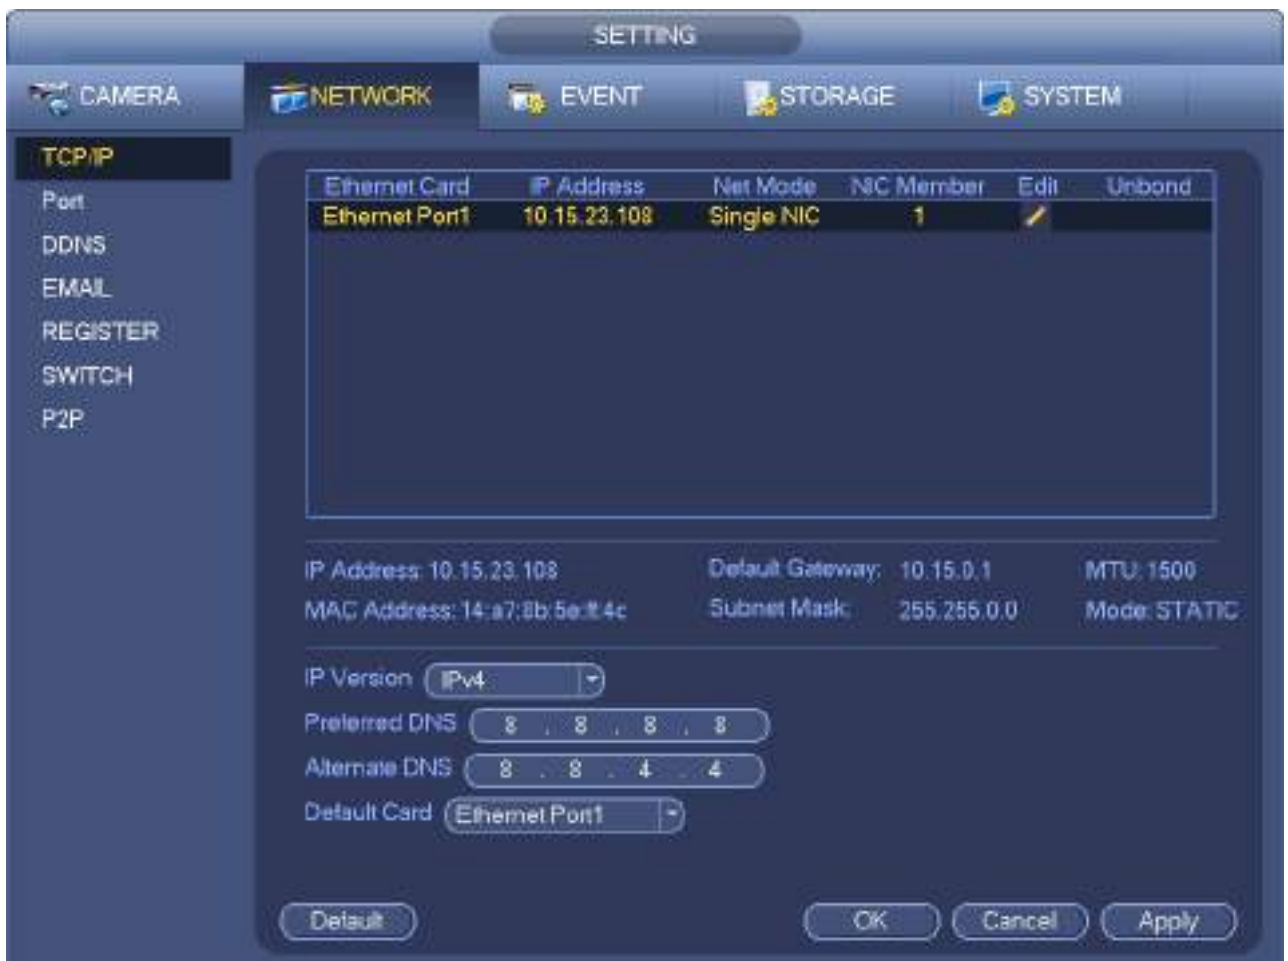 SETTING
CAMERA NETWORK EVENT STORAGE SYSTEM
TCP/IP
Port
DDNS
EMAIL
REGISTER
SWITCH
P2P
Ethernet Card IP Address Net Mode NIC Member Edit Unbond
Ethernet Port1 10.15.23.108 Single NIC 1
IP Address: 10.15.23.108 Default Gateway: 10.15.0.1 MTU: 1500
MAC Address: 14:a7:8b:5e:ff:4c Subnet Mask: 255.255.0.0 Mode: STATIC
IP Version IPv4
Preferred DNS 8 . 8 . 8 . 8
Alternate DNS 8 . 8 . 4 . 4
Default Card Ethernet Port1
Default OK Cancel Apply